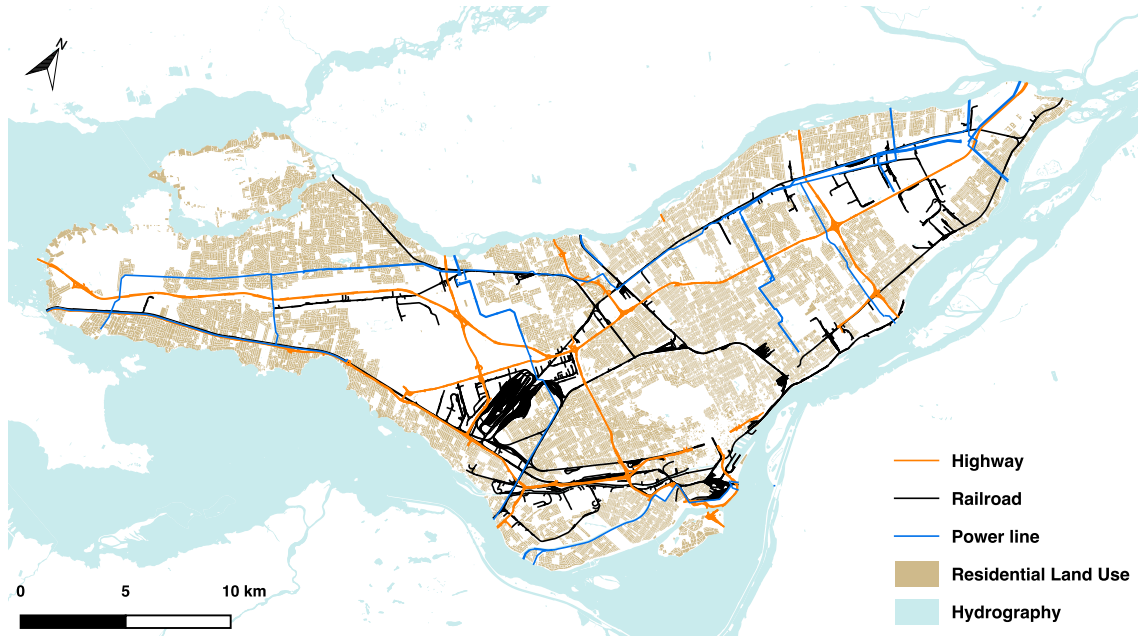 N
Highway
Railroad
Power line
Residential Land Use
Hydrography
0 5 10 km